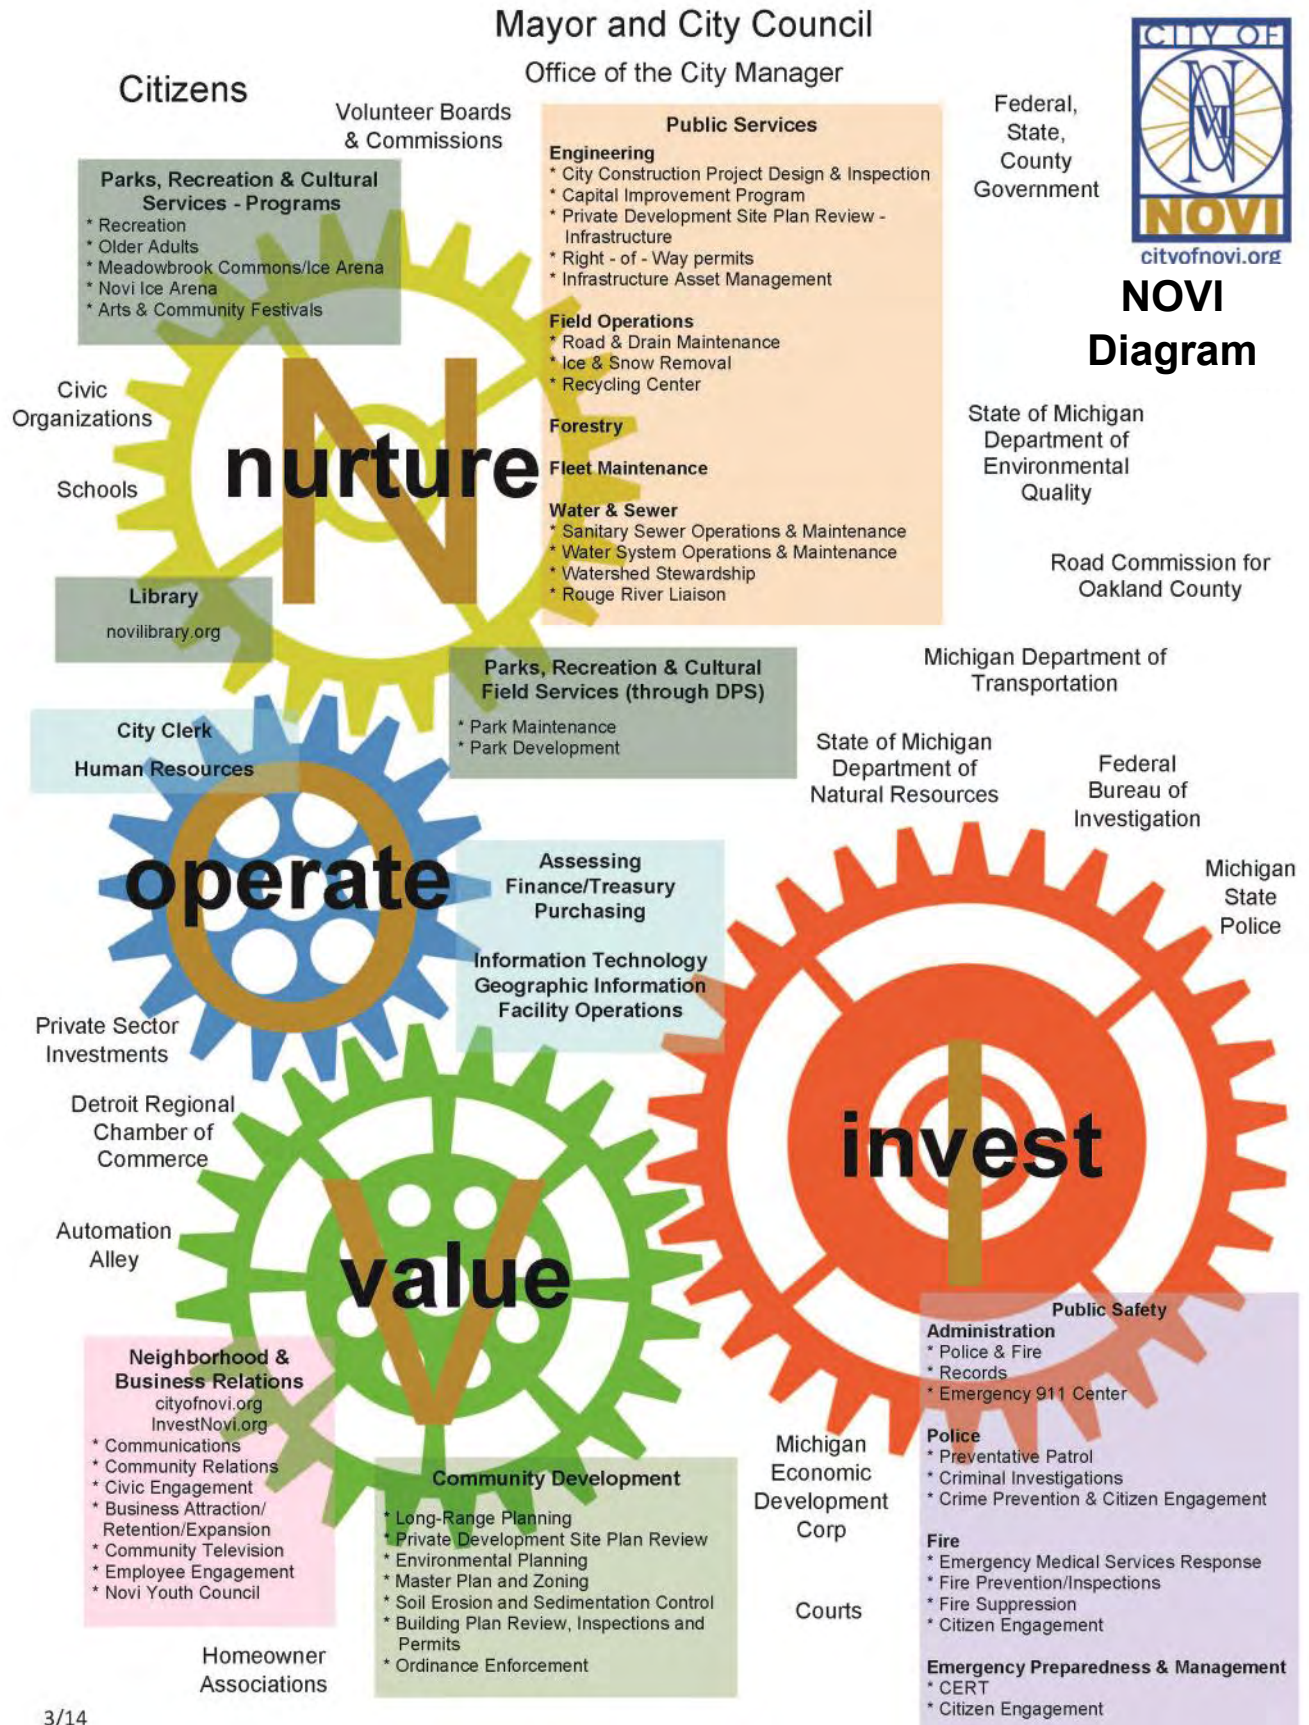 Mayor and City Council
Office of the City Manager
Citizens
Volunteer Boards
& Commissions
Federal,
State,
County
Government
CITY OF
NVI
NOVI
cityofnovi.org
NOVI
Diagram
Parks, Recreation & Cultural
Services - Programs
* Recreation
* Older Adults
* Meadowbrook Commons/Ice Arena
* Novi Ice Arena
* Arts & Community Festivals
Public Services
Engineering
* City Construction Project Design & Inspection
* Capital Improvement Program
* Private Development Site Plan Review -
Infrastructure
* Right - of - Way permits
* Infrastructure Asset Management
Field Operations
* Road & Drain Maintenance
* Ice & Snow Removal
* Recycling Center
Forestry
Fleet Maintenance
Water & Sewer
* Sanitary Sewer Operations & Maintenance
* Water System Operations & Maintenance
* Watershed Stewardship
* Rouge River Liaison
Civic
Organizations
Schools
N
nurture
State of Michigan
Department of
Environmental
Quality
Road Commission for
Oakland County
Library
novilibrary.org
Parks, Recreation & Cultural
Field Services (through DPS)
* Park Maintenance
* Park Development
Michigan Department of
Transportation
City Clerk
Human Resources
State of Michigan
Department of
Natural Resources
Federal
Bureau of
Investigation
Michigan
State
Police
O
operate
Assessing
Finance/Treasury
Purchasing
Information Technology
Geographic Information
Facility Operations
Private Sector
Investments
Detroit Regional
Chamber of
Commerce
Automation
Alley
I
invest
V
value
Neighborhood &
Business Relations
cityofnovi.org
InvestNovi.org
* Communications
* Community Relations
* Civic Engagement
* Business Attraction/
Retention/Expansion
* Community Television
* Employee Engagement
* Novi Youth Council
Community Development
* Long-Range Planning
* Private Development Site Plan Review
* Environmental Planning
* Master Plan and Zoning
* Soil Erosion and Sedimentation Control
* Building Plan Review, Inspections and
Permits
* Ordinance Enforcement
Michigan
Economic
Development
Corp
Courts
Public Safety
Administration
* Police & Fire
* Records
* Emergency 911 Center
Police
* Preventative Patrol
* Criminal Investigations
* Crime Prevention & Citizen Engagement
Fire
* Emergency Medical Services Response
* Fire Prevention/Inspections
* Fire Suppression
* Citizen Engagement
Emergency Preparedness & Management
* CERT
* Citizen Engagement
Homeowner
Associations
3/14